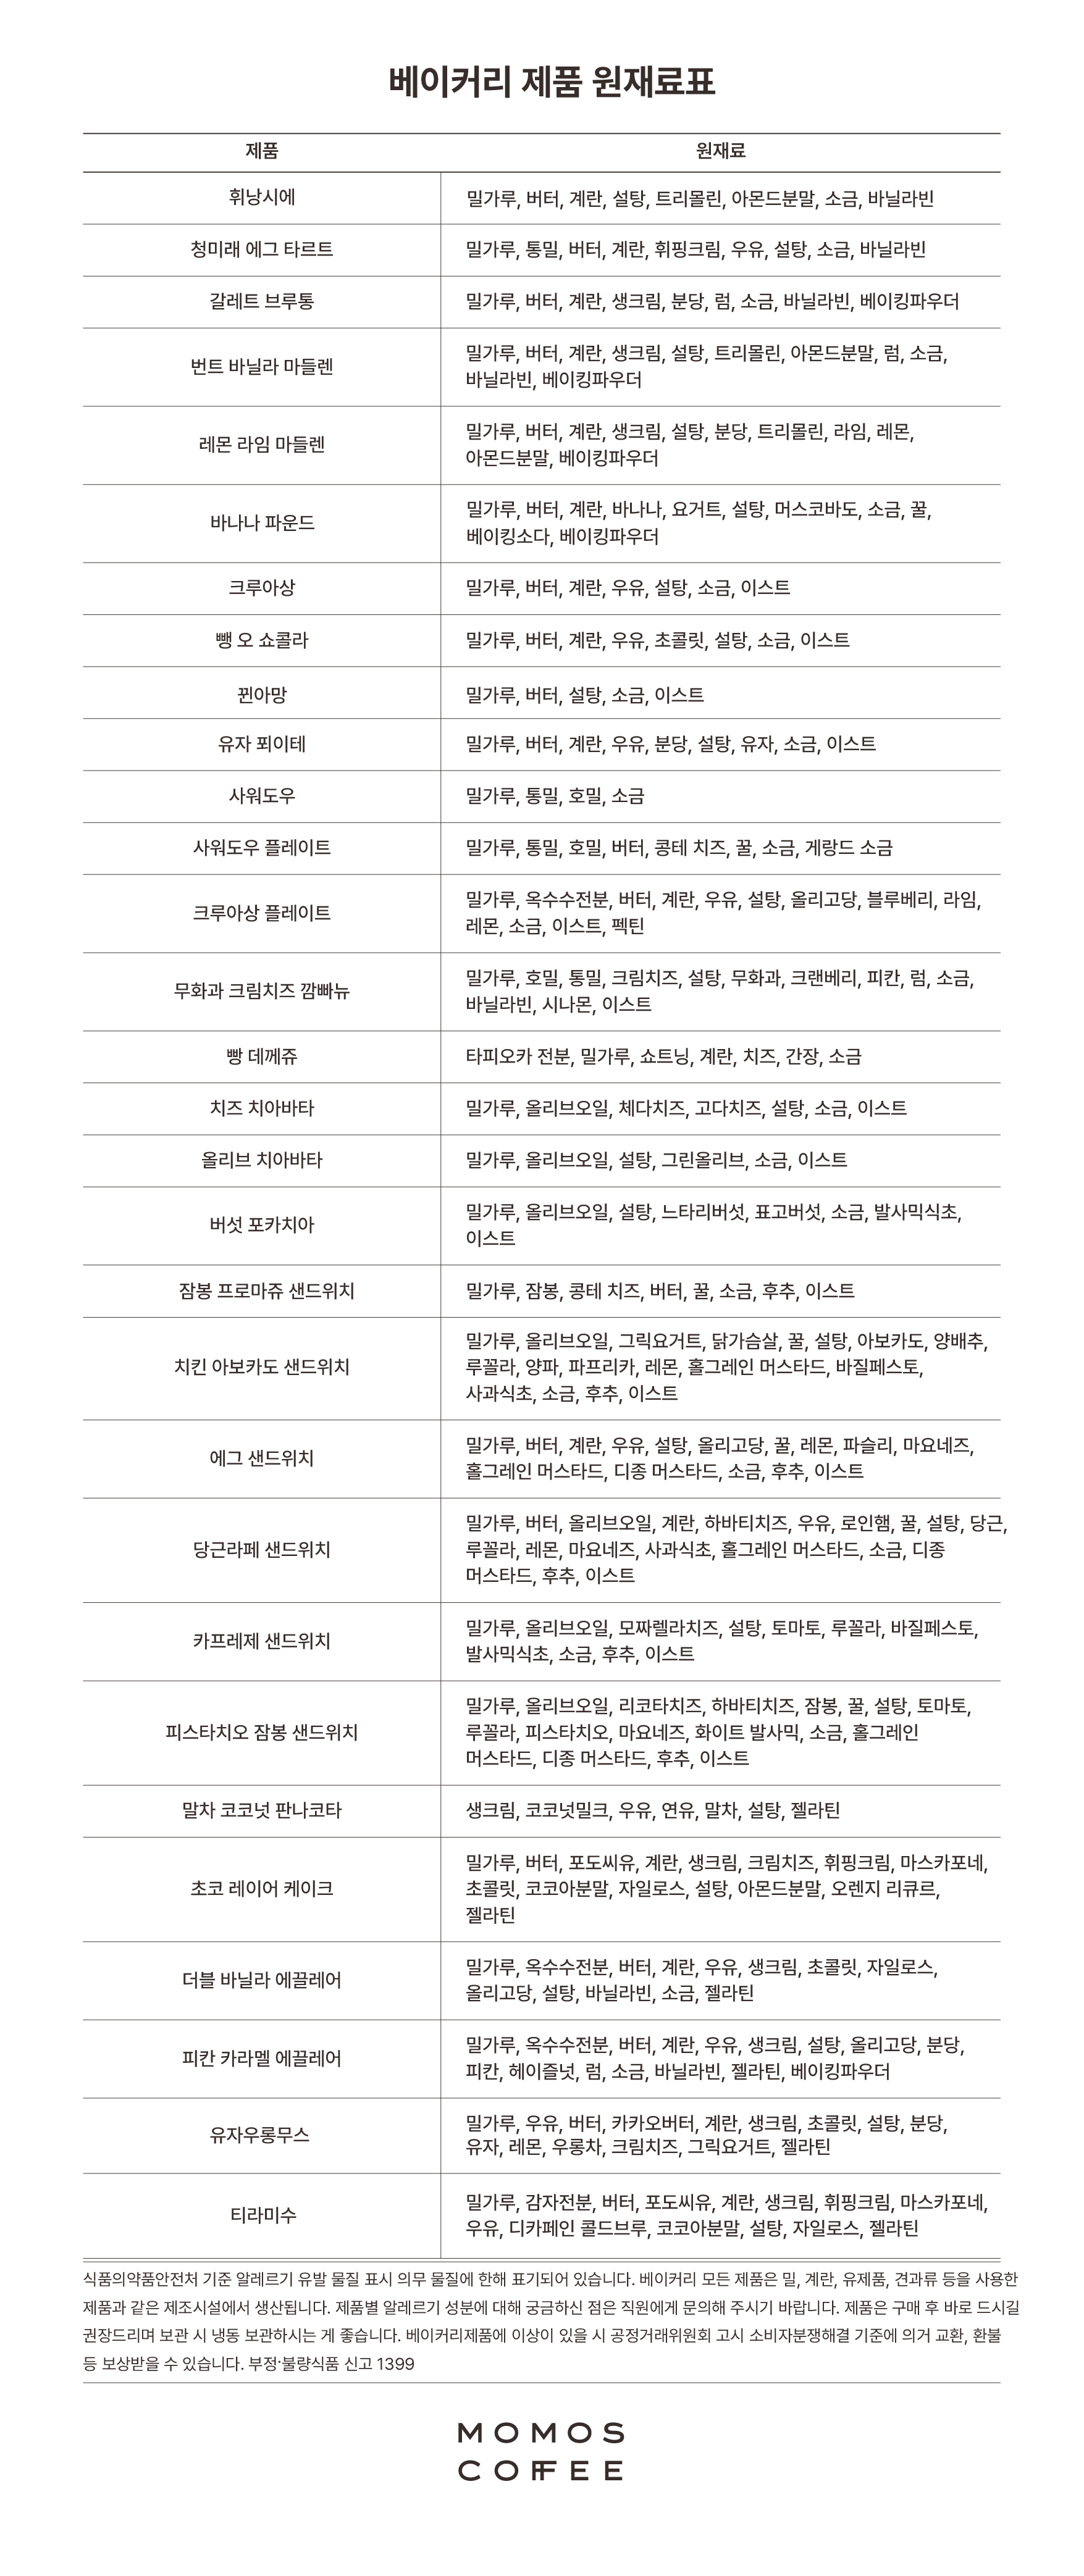 베이커리 제품 원재료표
제품 원재료
휘낭시에 밀가루, 버터, 계란, 설탕, 트리몰린, 아몬드분말, 소금, 바닐라빈
청미래 에그 타르트 밀가루, 통밀, 버터, 계란, 휘핑크림, 우유, 설탕, 소금, 바닐라빈
갈레트 브루통 밀가루, 버터, 계란, 생크림, 분당, 럼, 소금, 바닐라빈, 베이킹파우더
번트 바닐라 마들렌 밀가루, 버터, 계란, 생크림, 설탕, 트리몰린, 아몬드분말, 럼, 소금,
바닐라빈, 베이킹파우더
레몬 라임 마들렌 밀가루, 버터, 계란, 생크림, 설탕, 분당, 트리몰린, 라임, 레몬,
아몬드분말, 베이킹파우더
바나나 파운드 밀가루, 버터, 계란, 바나나, 요거트, 설탕, 머스코바도, 소금, 꿀,
베이킹소다, 베이킹파우더
크루아상 밀가루, 버터, 계란, 우유, 설탕, 소금, 이스트
뺑 오 쇼콜라 밀가루, 버터, 계란, 우유, 초콜릿, 설탕, 소금, 이스트
뀐아망 밀가루, 버터, 설탕, 소금, 이스트
유자 푀이테 밀가루, 버터, 계란, 우유, 분당, 설탕, 유자, 소금, 이스트
사워도우 밀가루, 통밀, 호밀, 소금
사워도우 플레이트 밀가루, 통밀, 호밀, 버터, 콩테 치즈, 꿀, 소금, 게랑드 소금
크루아상 플레이트 밀가루, 옥수수전분, 버터, 계란, 우유, 설탕, 올리고당, 블루베리, 라임,
레몬, 소금, 이스트, 펙틴
무화과 크림치즈 깜빠뉴 밀가루, 호밀, 통밀, 크림치즈, 설탕, 무화과, 크랜베리, 피칸, 럼, 소금,
바닐라빈, 시나몬, 이스트
빵 데께쥬 타피오카 전분, 밀가루, 쇼트닝, 계란, 치즈, 간장, 소금
치즈 치아바타 밀가루, 올리브오일, 체다치즈, 고다치즈, 설탕, 소금, 이스트
올리브 치아바타 밀가루, 올리브오일, 설탕, 그린올리브, 소금, 이스트
버섯 포카치아 밀가루, 올리브오일, 설탕, 느타리버섯, 표고버섯, 소금, 발사믹식초,
이스트
잠봉 프로마쥬 샌드위치 밀가루, 잠봉, 콩테 치즈, 버터, 꿀, 소금, 후추, 이스트
치킨 아보카도 샌드위치 밀가루, 올리브오일, 그릭요거트, 닭가슴살, 꿀, 설탕, 아보카도, 양배추,
루꼴라, 양파, 파프리카, 레몬, 홀그레인 머스타드, 바질페스토,
사과식초, 소금, 후추, 이스트
에그 샌드위치 밀가루, 버터, 계란, 우유, 설탕, 올리고당, 꿀, 레몬, 파슬리, 마요네즈,
홀그레인 머스타드, 디종 머스타드, 소금, 후추, 이스트
당근라페 샌드위치 밀가루, 버터, 올리브오일, 계란, 하바티치즈, 우유, 로인햄, 꿀, 설탕, 당근,
루꼴라, 레몬, 마요네즈, 사과식초, 홀그레인 머스타드, 소금, 디종
머스타드, 후추, 이스트
카프레제 샌드위치 밀가루, 올리브오일, 모짜렐라치즈, 설탕, 토마토, 루꼴라, 바질페스토,
발사믹식초, 소금, 후추, 이스트
피스타치오 잠봉 샌드위치 밀가루, 올리브오일, 리코타치즈, 하바티치즈, 잠봉, 꿀, 설탕, 토마토,
루꼴라, 피스타치오, 마요네즈, 화이트 발사믹, 소금, 홀그레인
머스타드, 디종 머스타드, 후추, 이스트
말차 코코넛 판나코타 생크림, 코코넛밀크, 우유, 연유, 말차, 설탕, 젤라틴
초코 레이어 케이크 밀가루, 버터, 포도씨유, 계란, 생크림, 크림치즈, 휘핑크림, 마스카포네,
초콜릿, 코코아분말, 자일로스, 설탕, 아몬드분말, 오렌지 리큐르,
젤라틴
더블 바닐라 에끌레어 밀가루, 옥수수전분, 버터, 계란, 우유, 생크림, 초콜릿, 자일로스,
올리고당, 설탕, 바닐라빈, 소금, 젤라틴
피칸 카라멜 에끌레어 밀가루, 옥수수전분, 버터, 계란, 우유, 생크림, 설탕, 올리고당, 분당,
피칸, 헤이즐넛, 럼, 소금, 바닐라빈, 젤라틴, 베이킹파우더
유자우롱무스 밀가루, 우유, 버터, 카카오버터, 계란, 생크림, 초콜릿, 설탕, 분당,
유자, 레몬, 우롱차, 크림치즈, 그릭요거트, 젤라틴
티라미수 밀가루, 감자전분, 버터, 포도씨유, 계란, 생크림, 휘핑크림, 마스카포네,
우유, 디카페인 콜드브루, 코코아분말, 설탕, 자일로스, 젤라틴
식품의약품안전처 기준 알레르기 유발 물질 표시 의무 물질에 한해 표기되어 있습니다. 베이커리 모든 제품은 밀, 계란, 유제품, 견과류 등을 사용한
제품과 같은 제조시설에서 생산됩니다. 제품별 알레르기 성분에 대해 궁금하신 점은 직원에게 문의해 주시기 바랍니다. 제품은 구매 후 바로 드시길
권장드리며 보관 시 냉동 보관하시는 게 좋습니다. 베이커리제품에 이상이 있을 시 공정거래위원회 고시 소비자분쟁해결 기준에 의거 교환, 환불
등 보상받을 수 있습니다. 부정·불량식품 신고 1399
MOMOS
COFFEE